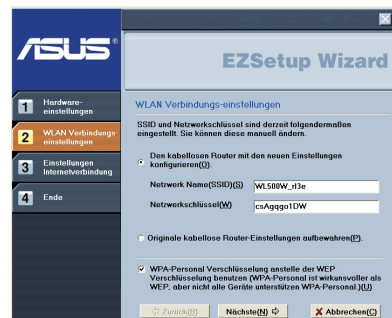 ASUS®
EZSetup Wizard
1 Hardware-
einstellungen
2 WLAN Verbindungs-
einstellungen
3 Einstellungen
Internetverbindung
4 Ende
WLAN Verbindungs-einstellungen
SSID und Netzwerkschlüssel sind derzeit folgendermaßen
eingestellt. Sie können diese manuell ändern.
Den kabellosen Router mit den neuen Einstellungen
konfigurieren(O).
Netzwerk Name(SSID)(S) WL500W_rl3e
Netzwerkschlüssel(W) csAgqgo1DW
Originale kabellose Router-Einstellungen aufbewahren(P).
WPA-Personal Verschlüsselung anstelle der WEP
Verschlüsselung benutzen (WPA-Personal ist wirkunsvoller als
WEP, aber nicht alle Geräte unterstützen WPA-Personal.)(U)
Zurück(B) Nächste(N) Abbrechen(C)